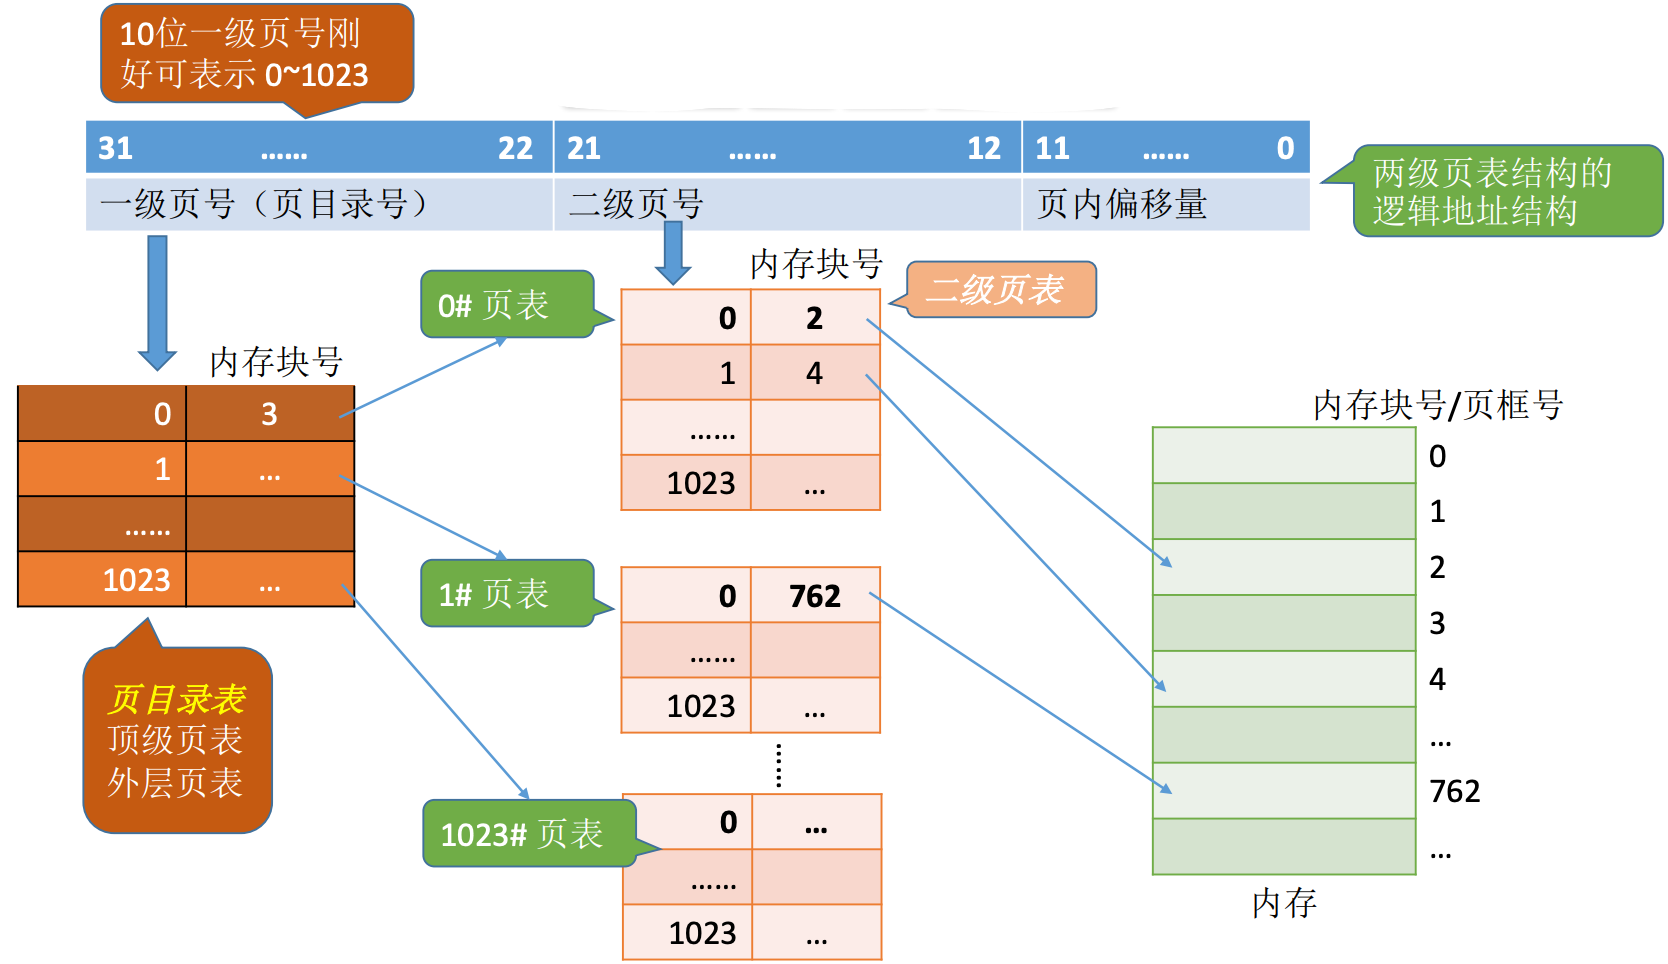 10位一级页号刚
好可表示 0~1023
31 …… 22 21 …… 12 11 …… 0
一级页号（页目录号） 二级页号 页内偏移量
两级页表结构的
逻辑地址结构
内存块号
0 3
1 …
……
1023 …
页目录表
顶级页表
外层页表
内存块号
二级页表
0# 页表
0 2
1 4
……
1023 …
1# 页表
0 762
……
1023 …
……
1023# 页表
0 …
……
1023 …
内存块号/页框号
0
1
2
3
4
…
762
…
内存